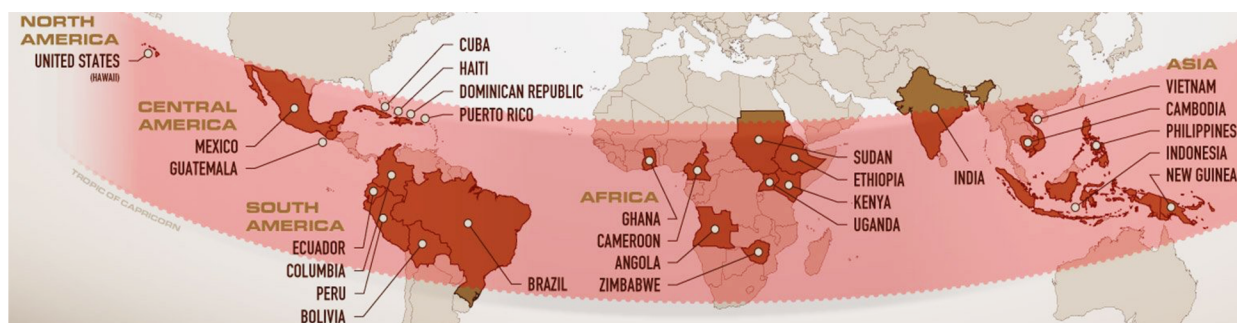 NORTH
AMERICA
UNITED STATES
(HAWAII)
CENTRAL
AMERICA
MEXICO
GUATEMALA
CUBA
HAITI
DOMINICAN REPUBLIC
PUERTO RICO
TROPIC OF CAPRICORN
SOUTH
AMERICA
ECUADOR
COLUMBIA
PERU
BOLIVIA
BRAZIL
AFRICA
GHANA
CAMEROON
ANGOLA
ZIMBABWE
SUDAN
ETHIOPIA
KENYA
UGANDA
INDIA
ASIA
VIETNAM
CAMBODIA
PHILIPPINES
INDONESIA
NEW GUINEA